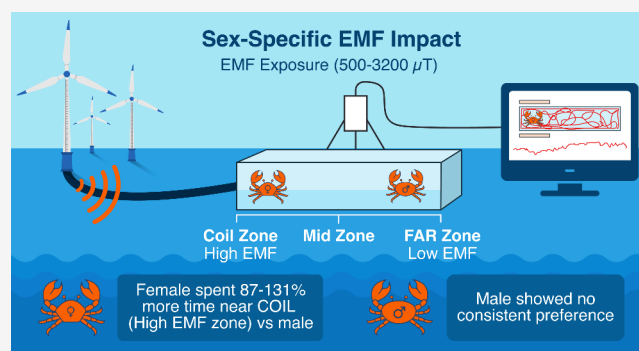 Sex-Specific EMF Impact
EMF Exposure (500-3200 µT)
♀
♂
Coil Zone
High EMF
Mid Zone
FAR Zone
Low EMF
♀
Female spent 87-131%
more time near COIL
(High EMF zone) vs male
♂
Male showed no
consistent preference